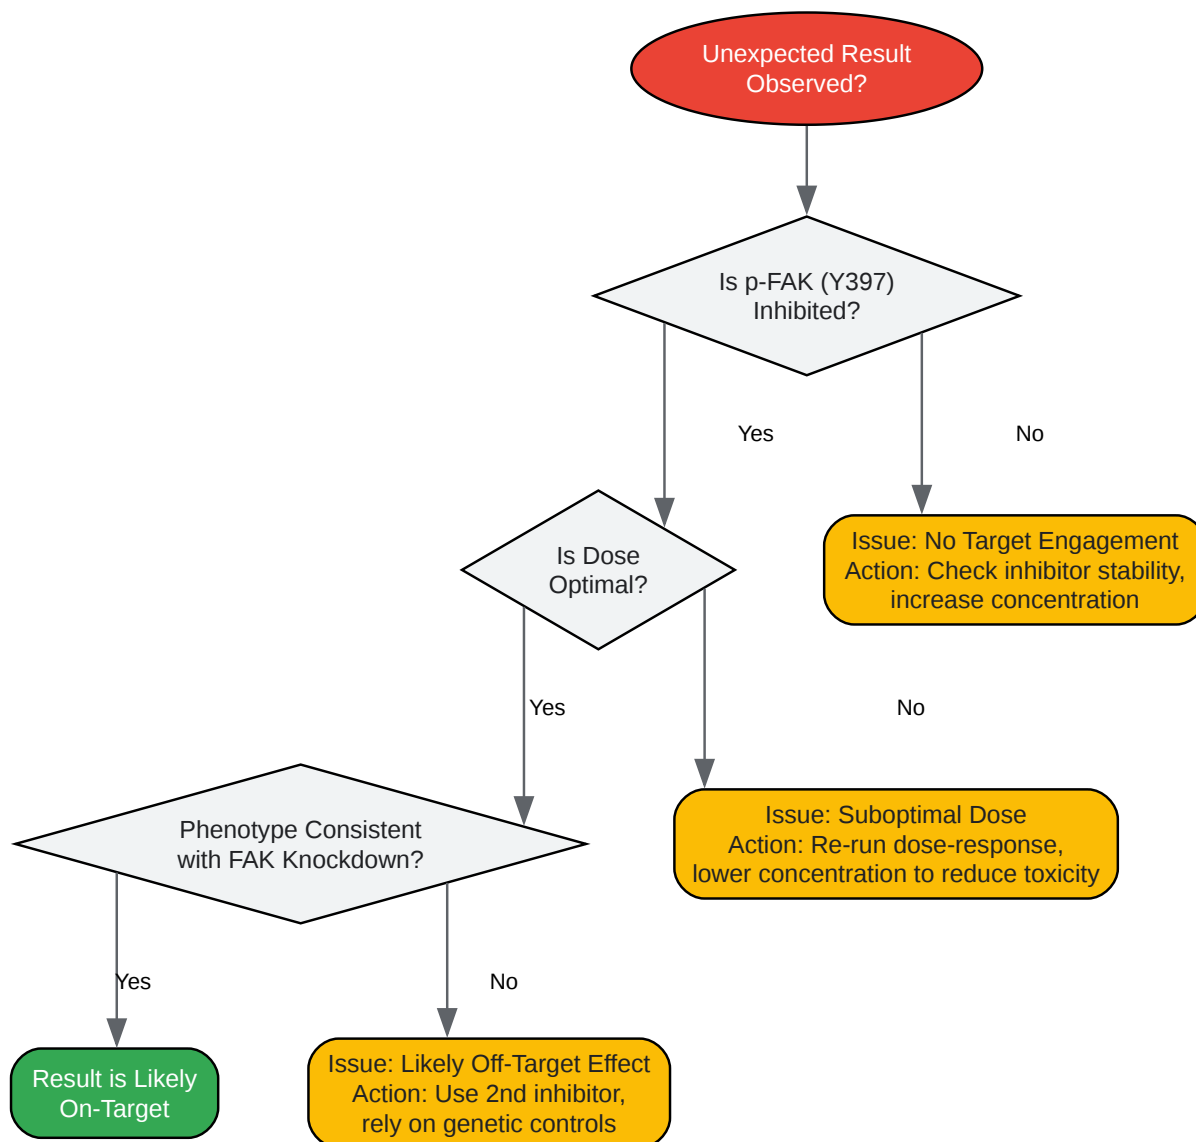 Unexpected Result
Observed?
Is p-FAK (Y397)
Inhibited?
Yes
No
Is Dose
Optimal?
Issue: No Target Engagement
Action: Check inhibitor stability,
increase concentration
Yes
No
Phenotype Consistent
with FAK Knockdown?
Issue: Suboptimal Dose
Action: Re-run dose-response,
lower concentration to reduce toxicity
Yes
No
Result is Likely
On-Target
Issue: Likely Off-Target Effect
Action: Use 2nd inhibitor,
rely on genetic controls